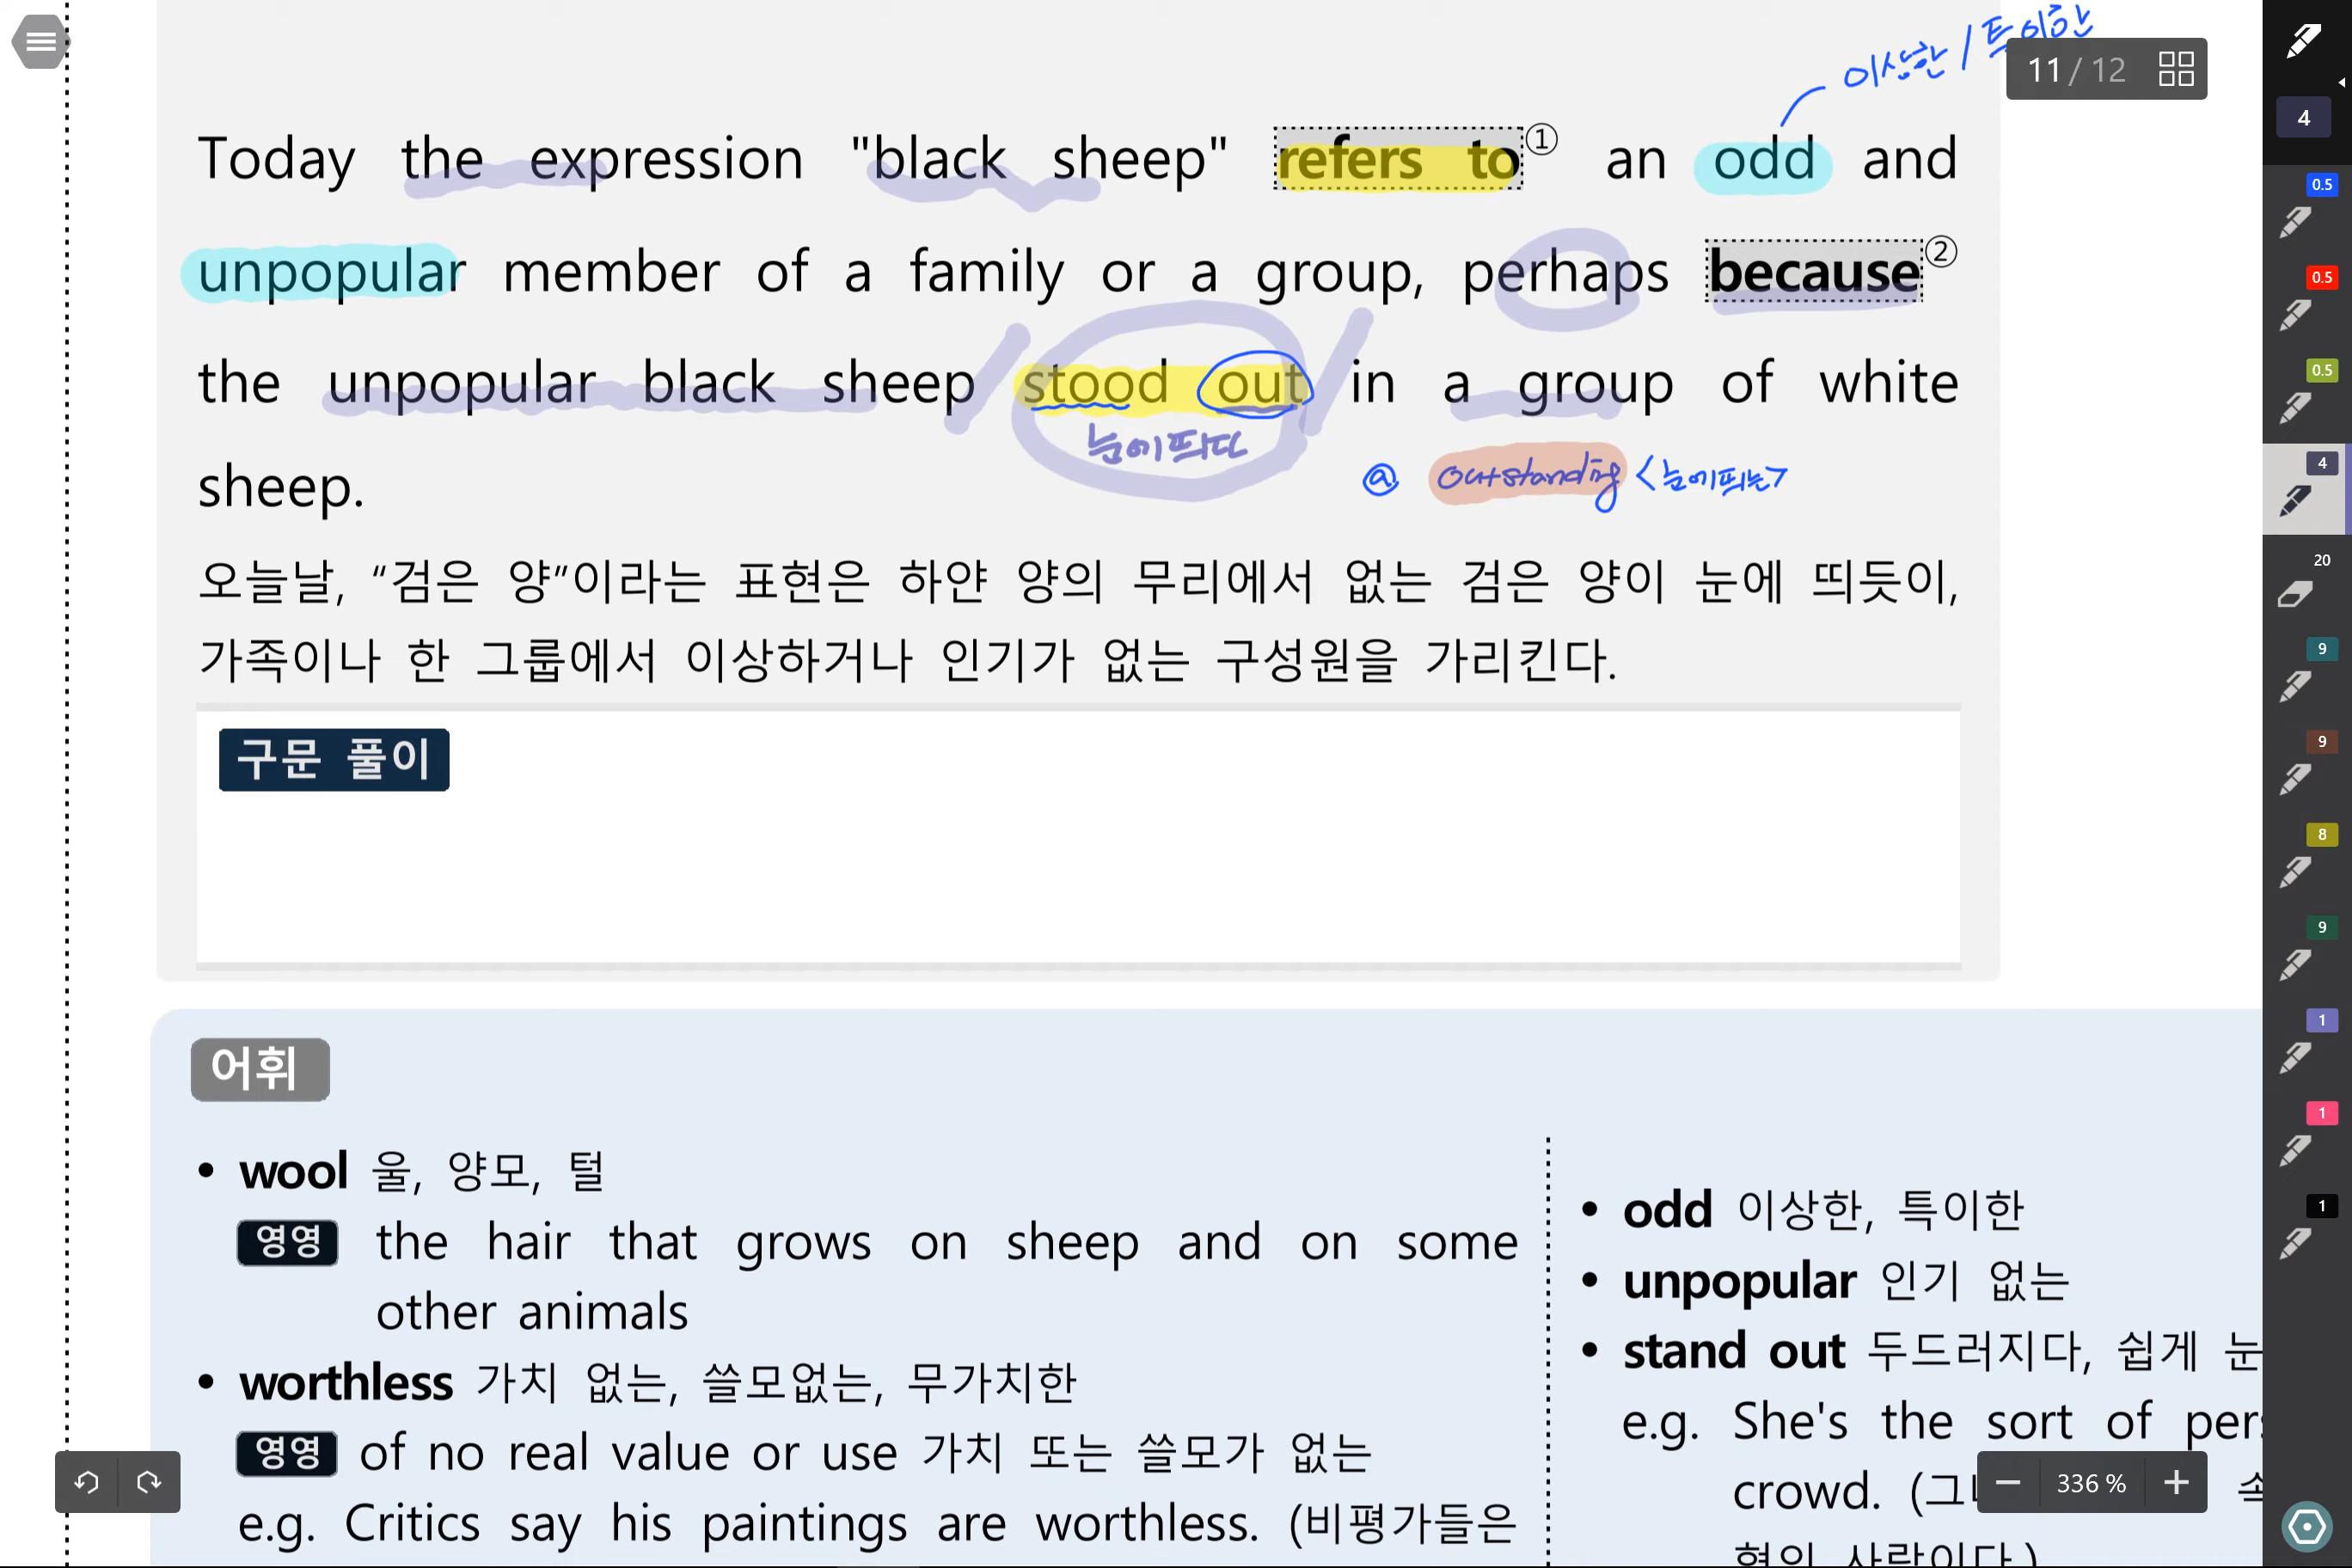 이상한 / 특이한
11 / 12
Today the expression "black sheep" refers to① an odd and
unpopular member of a family or a group, perhaps because②
the unpopular black sheep stood out in a group of white
눈에띄다
sheep.
ⓐ outstanding <눈에띄는>
오늘날, “검은 양”이라는 표현은 하얀 양의 무리에서 없는 검은 양이 눈에 띄듯이,
가족이나 한 그룹에서 이상하거나 인기가 없는 구성원을 가리킨다.
구문 풀이
어휘
• wool 울, 양모, 털
영영 the hair that grows on sheep and on some
other animals
• worthless 가치 없는, 쓸모없는, 무가치한
영영 of no real value or use 가치 또는 쓸모가 없는
e.g. Critics say his paintings are worthless. (비평가들은
• odd 이상한, 특이한
• unpopular 인기 없는
• stand out 두드러지다, 쉽게 눈
e.g. She's the sort of
crowd.
336 %
4
0.5
0.5
0.5
4
20
9
9
8
9
1
1
1